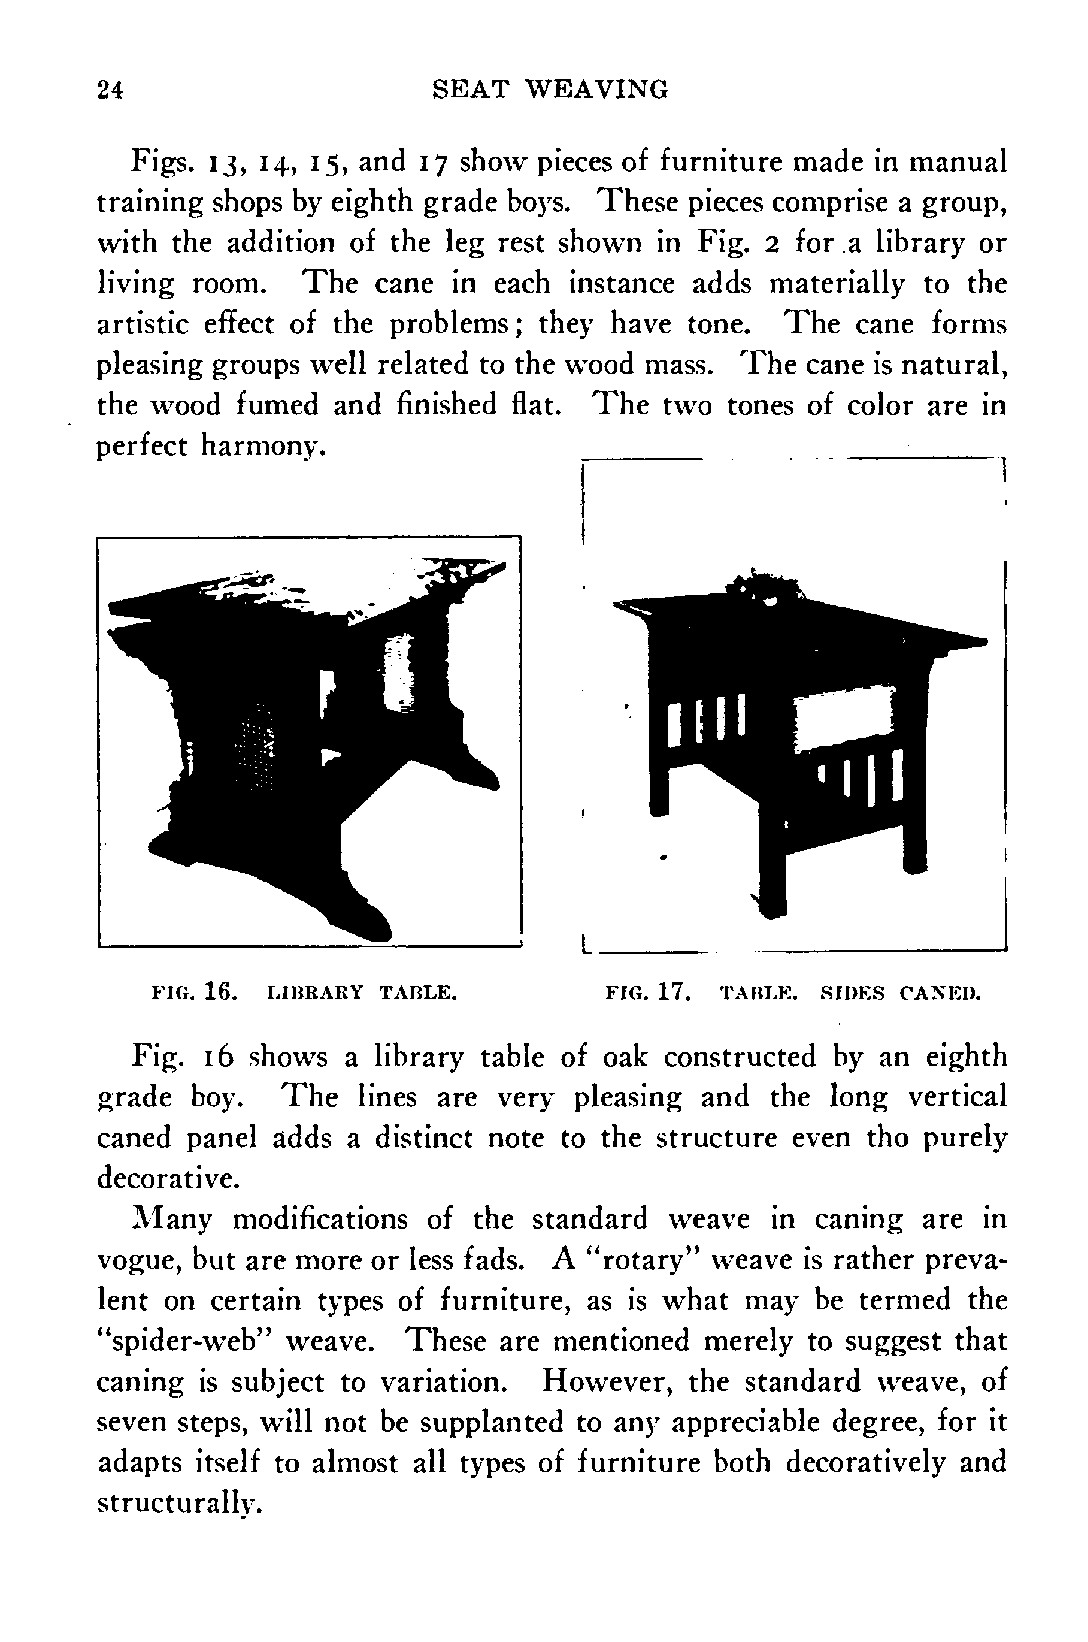 24 SEAT WEAVING
Figs. 13, 14, 15, and 17 show pieces of furniture made in manual
training shops by eighth grade boys. These pieces comprise a group,
with the addition of the leg rest shown in Fig. 2 for a library or
living room. The cane in each instance adds materially to the
artistic effect of the problems; they have tone. The cane forms
pleasing groups well related to the wood mass. The cane is natural,
the wood fumed and finished flat. The two tones of color are in
perfect harmony.
FIG. 16. LIBRARY TABLE.
FIG. 17. TABLE. SIDES CANED.
Fig. 16 shows a library table of oak constructed by an eighth
grade boy. The lines are very pleasing and the long vertical
caned panel adds a distinct note to the structure even tho purely
decorative.
Many modifications of the standard weave in caning are in
vogue, but are more or less fads. A "rotary" weave is rather preva-
lent on certain types of furniture, as is what may be termed the
"spider-web" weave. These are mentioned merely to suggest that
caning is subject to variation. However, the standard weave, of
seven steps, will not be supplanted to any appreciable degree, for it
adapts itself to almost all types of furniture both decoratively and
structurally.